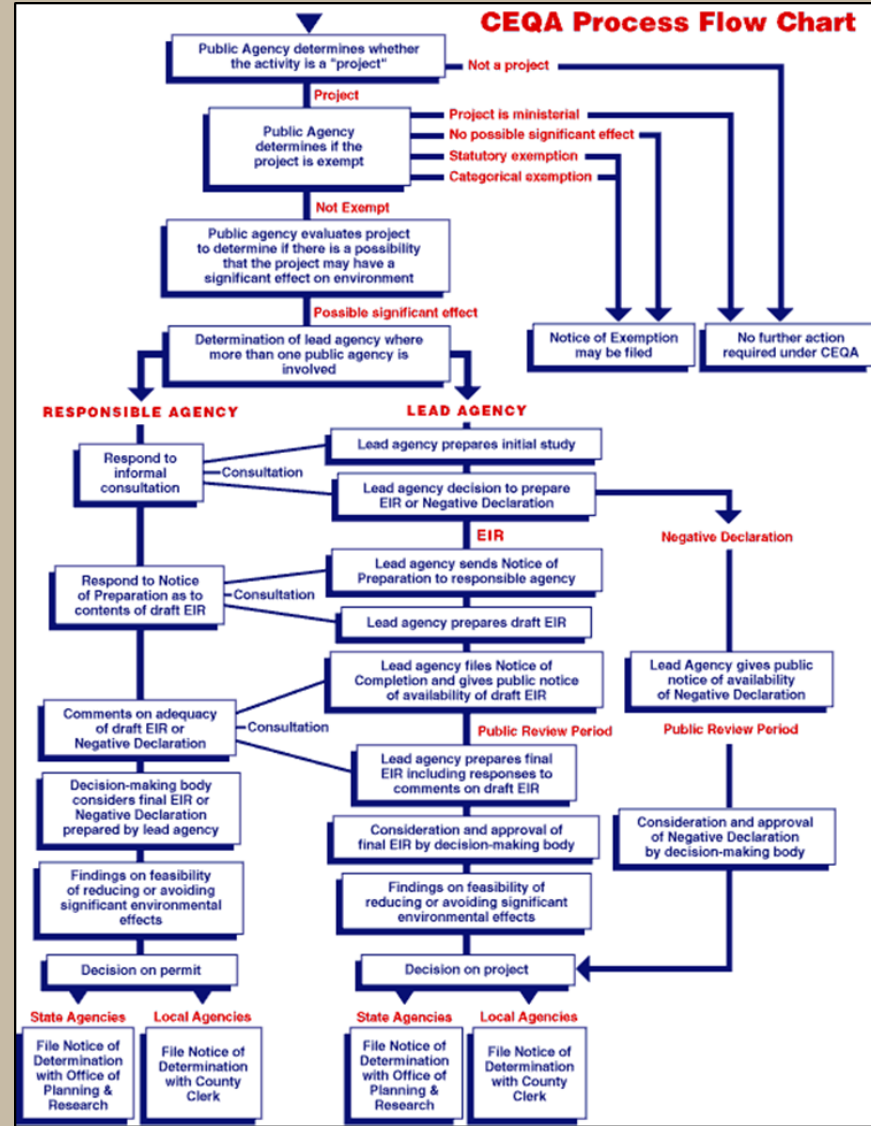 CEQA Process Flow Chart
Public Agency determines whether
the activity is a "project"
Not a project
Project
Public Agency
determines if the
project is exempt
Project is ministerial
No possible significant effect
Statutory exemption
Categorical exemption
Not Exempt
Public agency evaluates project
to determine if there is a possibility
that the project may have a
significant effect on environment
Possible significant effect
Notice of Exemption
may be filed
No further action
required under CEQA
Determination of lead agency where
more than one public agency is
involved
RESPONSIBLE AGENCY
LEAD AGENCY
Respond to
informal
consultation
Consultation
Lead agency prepares initial study
Lead agency decision to prepare
EIR or Negative Declaration
EIR
Negative Declaration
Respond to Notice
of Preparation as to
contents of draft EIR
Consultation
Lead agency sends Notice of
Preparation to responsible agency
Lead agency prepares draft EIR
Lead agency files Notice of
Completion and gives public notice
of availability of draft EIR
Lead Agency gives public
notice of availability
of Negative Declaration
Comments on adequacy
of draft EIR or
Negative Declaration
Consultation
Public Review Period
Public Review Period
Lead agency prepares final
EIR including responses to
comments on draft EIR
Decision-making body
considers final EIR or
Negative Declaration
prepared by lead agency
Consideration and approval of
final EIR by decision-making body
Consideration and approval
of Negative Declaration
by decision-making body
Findings on feasibility
of reducing or avoiding
significant environmental
effects
Findings on feasibility of
reducing or avoiding significant
environmental effects
Decision on permit
Decision on project
State Agencies
Local Agencies
State Agencies
Local Agencies
File Notice of
Determination
with Office of
Planning &
Research
File Notice of
Determination
with County
Clerk
File Notice of
Determination
with Office of
Planning &
Research
File Notice of
Determination
with County
Clerk